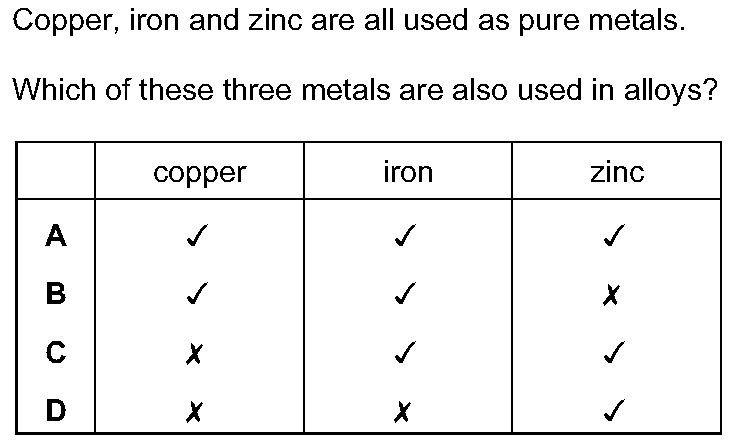 Copper, iron and zinc are all used as pure metals.
Which of these three metals are also used in alloys?
copper iron zinc
A ✓ ✓ ✓
B ✓ ✓ ✗
C ✗ ✓ ✓
D ✗ ✗ ✓